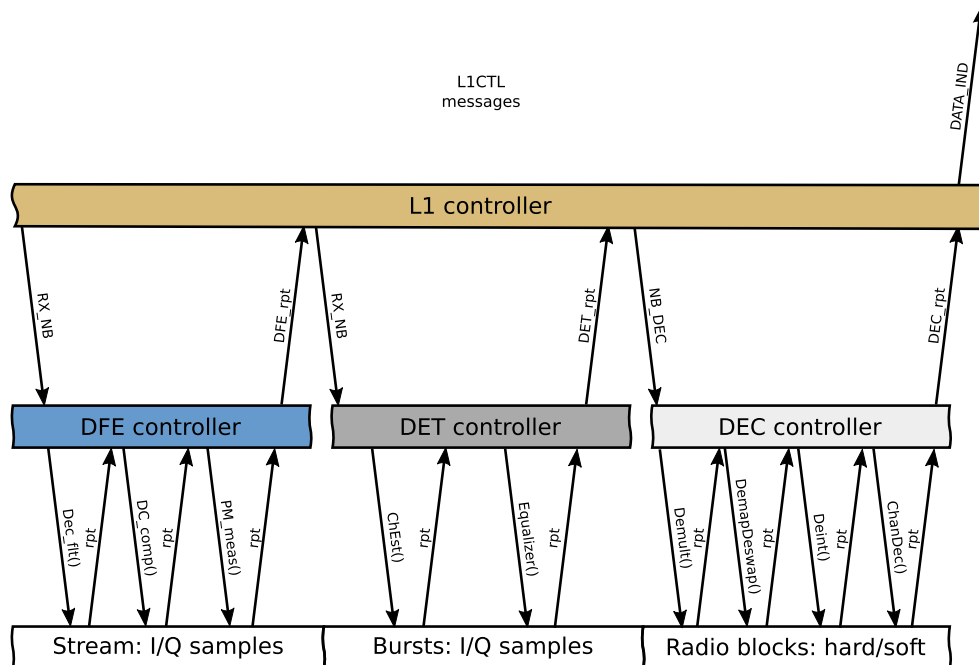 L1CTL
messages
DATA_IND
L1 controller
RX_NB
DFE_rpt
RX_NB
DET_rpt
NB_DEC
DEC_rpt
DFE controller
DET controller
DEC controller
Dec_flt()
rpt
DC_comp()
rpt
PM_meas()
rpt
ChEst()
rpt
Equalizer()
rpt
Demult()
rpt
DemapDeswap()
rpt
Deint()
rpt
ChanDec()
rpt
Stream: I/Q samples
Bursts: I/Q samples
Radio blocks: hard/soft